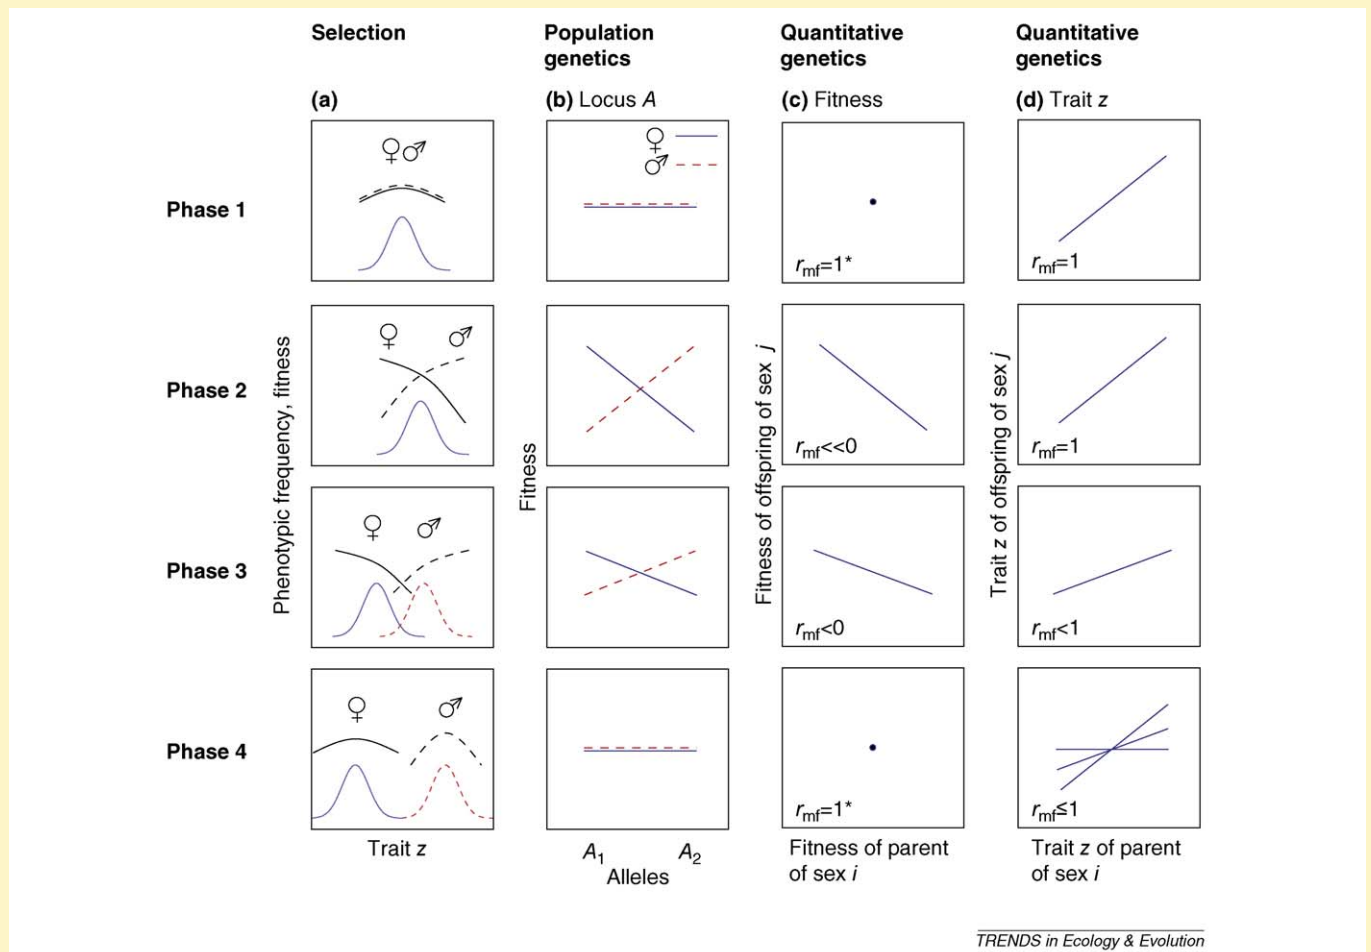 Selection
Population
genetics
Quantitative
genetics
Quantitative
genetics
(a)
(b) Locus A
(c) Fitness
(d) Trait z
Phase 1
♀♂
♀
♂
r_mf=1*
r_mf=1
Phase 2
♀ ♂
r_mf<<0
r_mf=1
Phase 3
♀ ♂
r_mf<0
r_mf<1
Phase 4
♀ ♂
r_mf=1*
r_mf≤1
Phenotypic frequency, fitness
Fitness
Fitness of offspring of sex j
Trait z of offspring of sex j
Trait z
A₁ A₂
Alleles
Fitness of parent
of sex i
Trait z of parent
of sex i
TRENDS in Ecology & Evolution